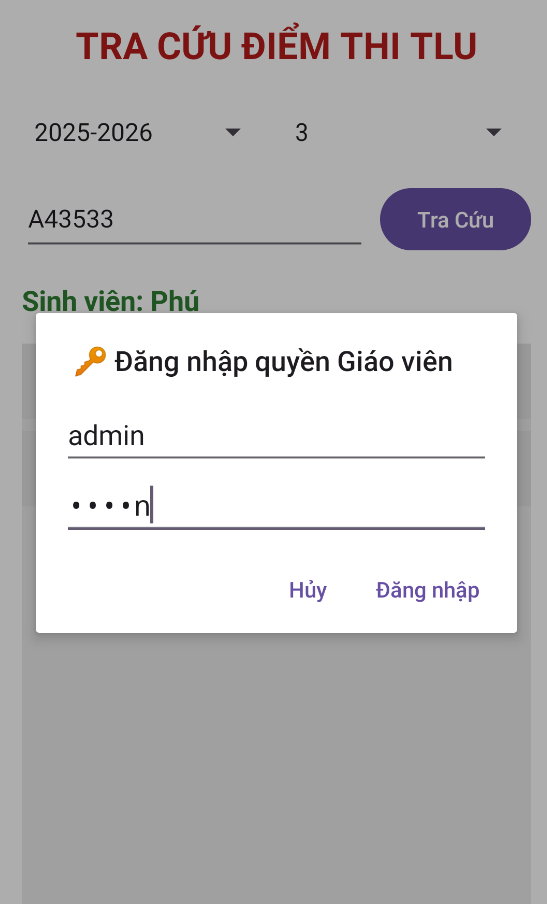 TRA CỨU ĐIỂM THI TLU
2025-2026 3
A43533 Tra Cứu
Sinh viên: Phú
🔑 Đăng nhập quyền Giáo viên
admin
••••n
Hủy Đăng nhập